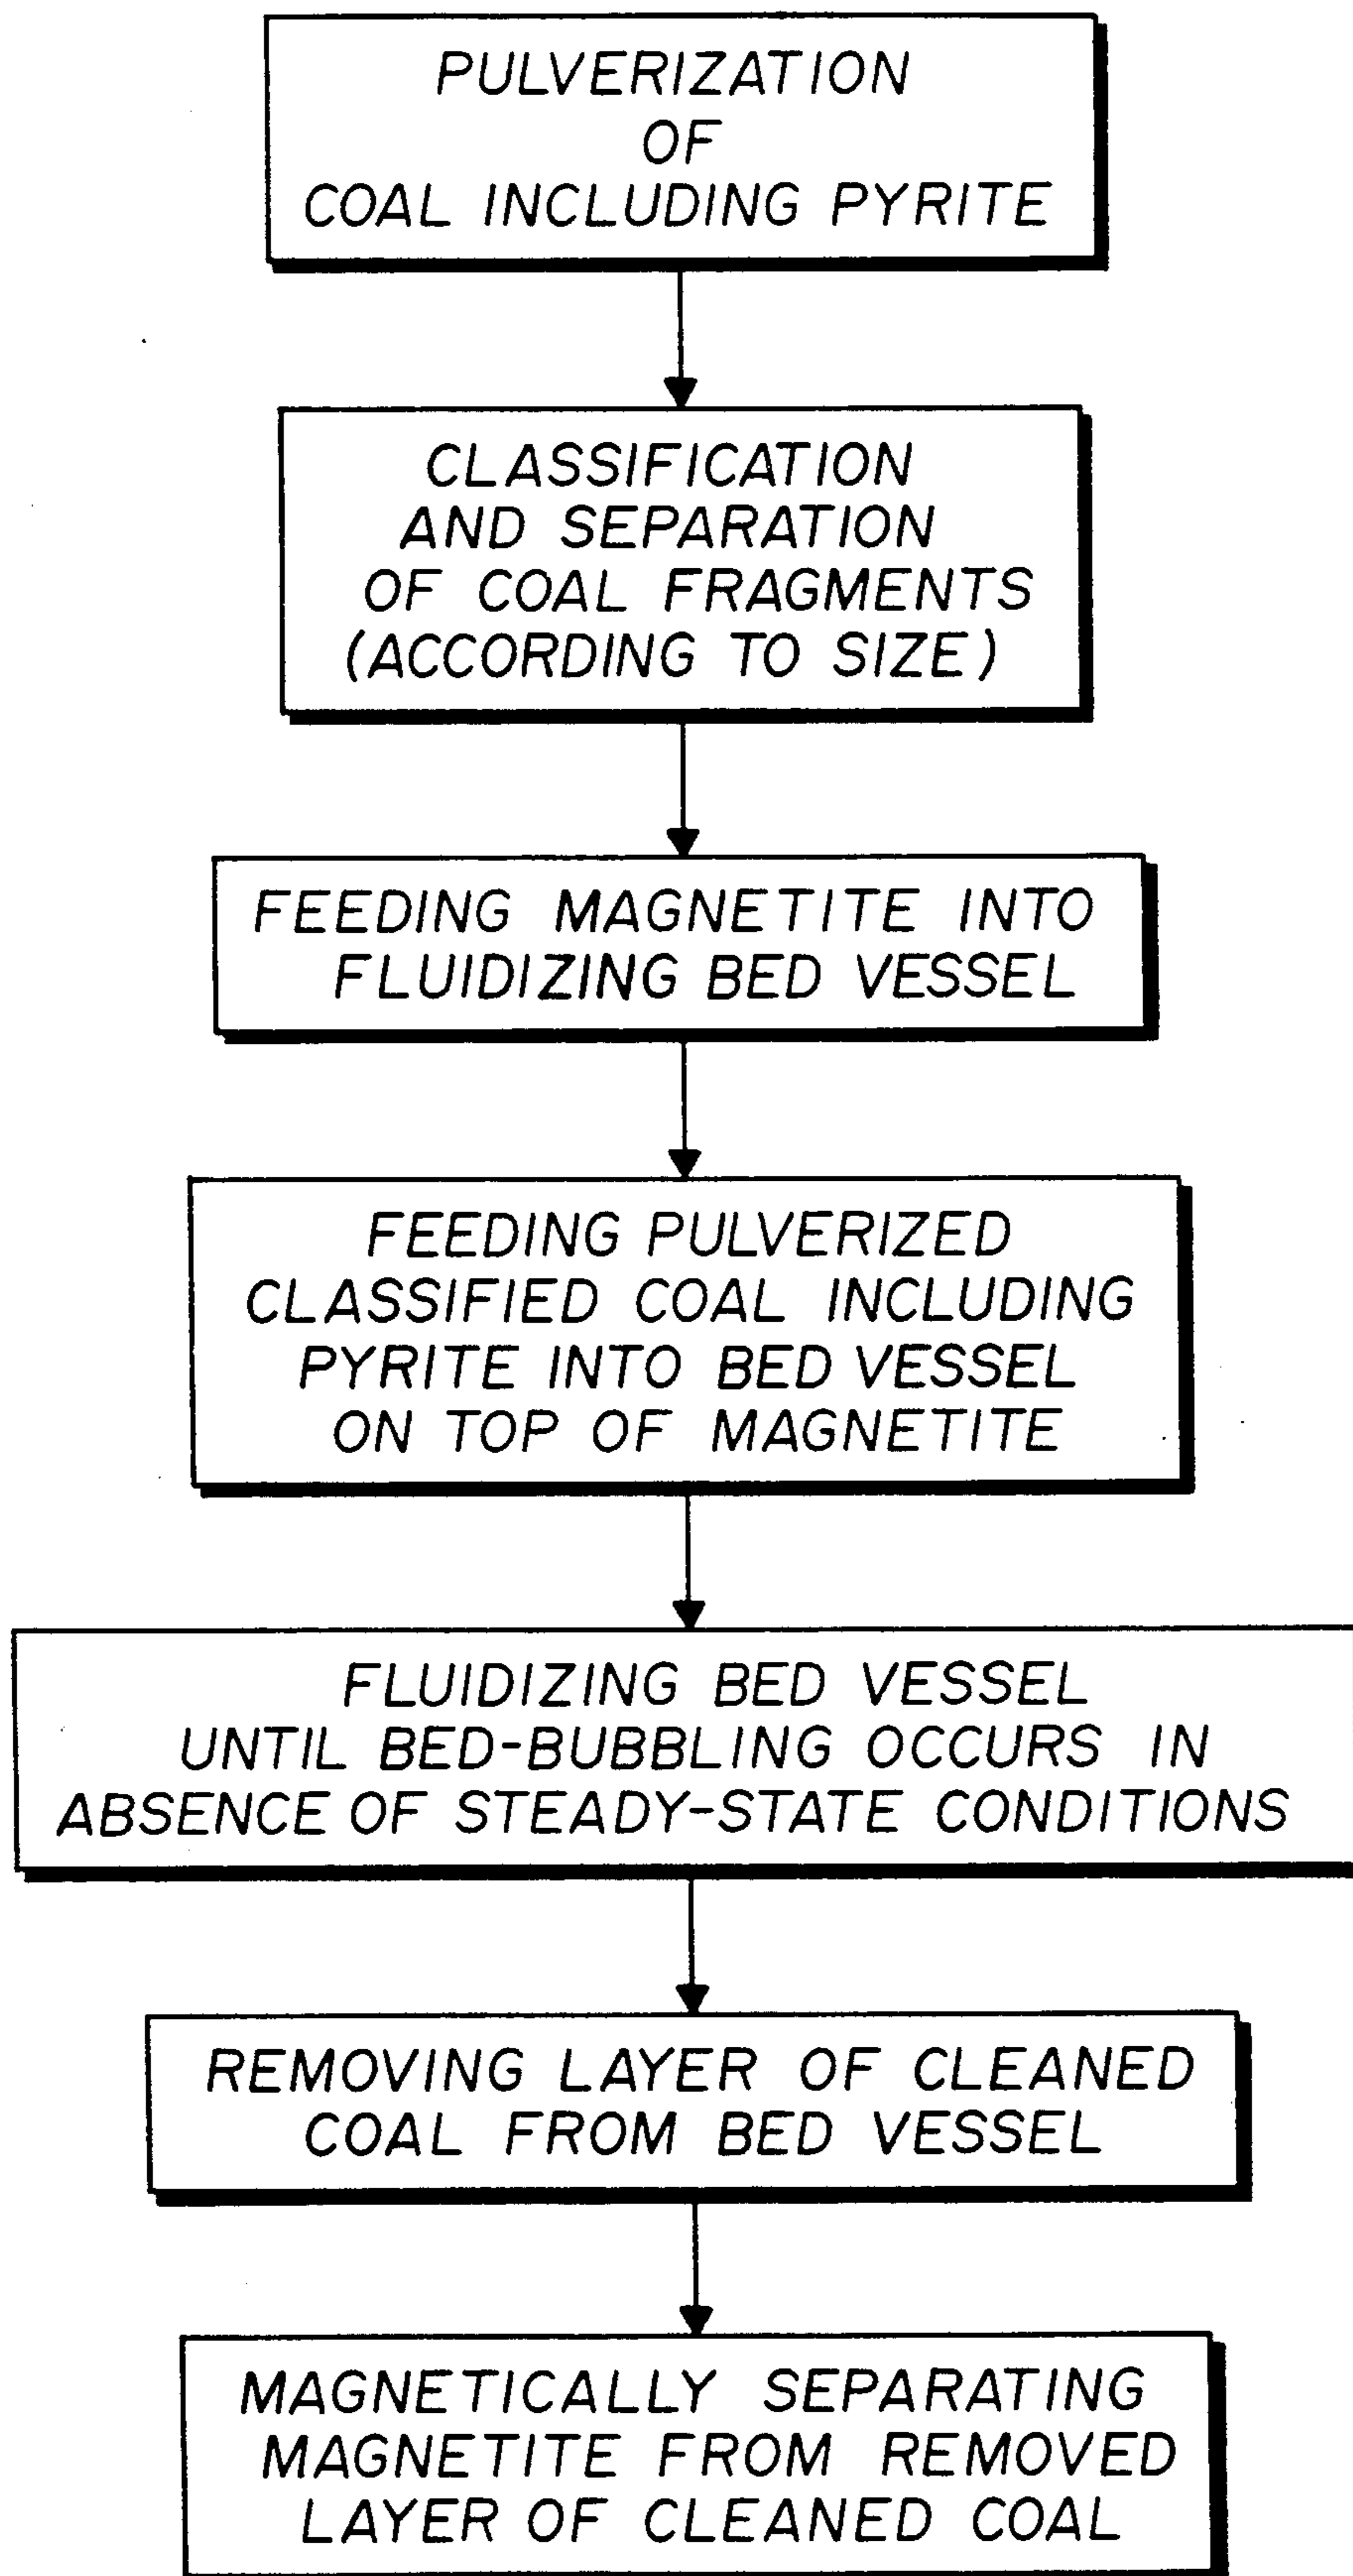 PULVERIZATION
OF
COAL INCLUDING PYRITE
CLASSIFICATION
AND SEPARATION
OF COAL FRAGMENTS
(ACCORDING TO SIZE)
FEEDING MAGNETITE INTO
FLUIDIZING BED VESSEL
FEEDING PULVERIZED
CLASSIFIED COAL INCLUDING
PYRITE INTO BED VESSEL
ON TOP OF MAGNETITE
FLUIDIZING BED VESSEL
UNTIL BED-BUBBLING OCCURS IN
ABSENCE OF STEADY-STATE CONDITIONS
REMOVING LAYER OF CLEANED
COAL FROM BED VESSEL
MAGNETICALLY SEPARATING
MAGNETITE FROM REMOVED
LAYER OF CLEANED COAL